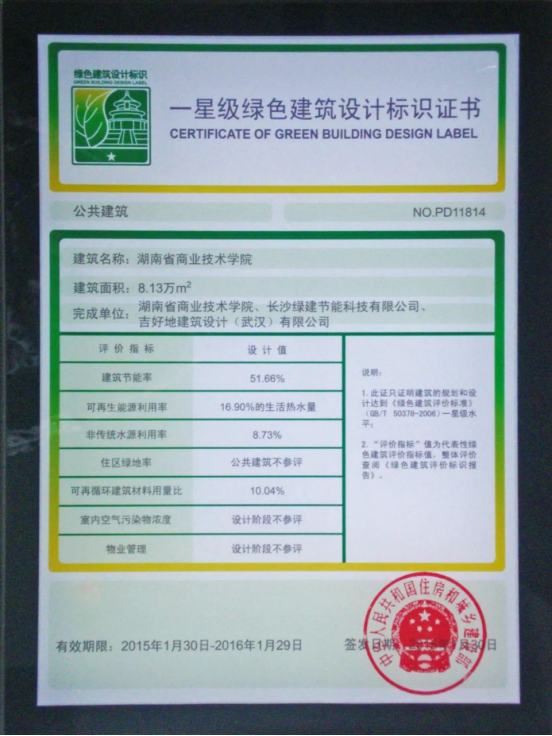 绿色建筑设计标识
GREEN BUILDING DESIGN LABEL
一星级绿色建筑设计标识证书
CERTIFICATE OF GREEN BUILDING DESIGN LABEL
公共建筑 NO.PD11814
建筑名称：湖南省商业技术学院
建筑面积：8.13万m²
完成单位：湖南省商业技术学院、长沙绿建节能科技有限公司、
吉好地建筑设计（武汉）有限公司
评价指标 设计值
建筑节能率 51.66%
可再生能源利用率 16.90%的生活热水量
非传统水源利用率 8.73%
住区绿地率 公共建筑不参评
可再循环建筑材料用量比 10.04%
室内空气污染物浓度 设计阶段不参评
物业管理 设计阶段不参评
说明：
1. 此证只证明建筑的规划和设
计达到《绿色建筑评价标准》
（GB/T 50378-2006）一星级水
平；
2. “评价指标”值为代表性绿
色建筑评价指标值，整体评价
查阅《绿色建筑评价标识报
告》。
中华人民共和国住房和城乡建设部
有效期限：2015年1月30日-2016年1月29日
签发日期：2015年1月30日